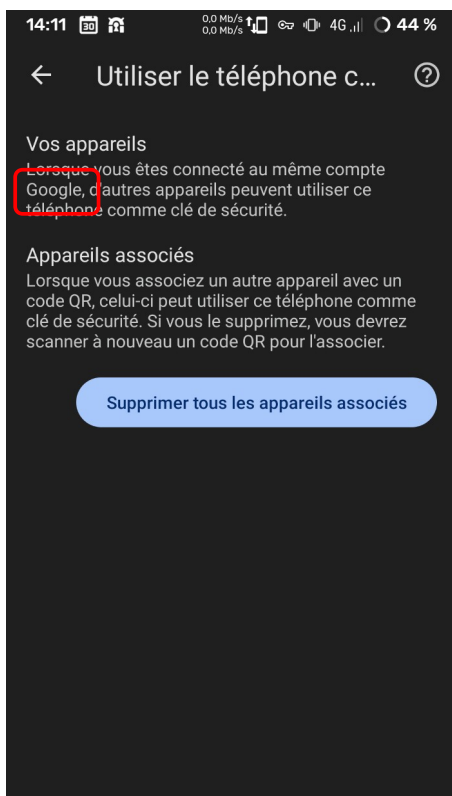 14:11 30 0,0 Mb/s 4G 44 %
0,0 Mb/s
Utiliser le téléphone c...
Vos appareils
Lorsque vous êtes connecté au même compte
Google, d'autres appareils peuvent utiliser ce
téléphone comme clé de sécurité.
Appareils associés
Lorsque vous associez un autre appareil avec un
code QR, celui-ci peut utiliser ce téléphone comme
clé de sécurité. Si vous le supprimez, vous devrez
scanner à nouveau un code QR pour l'associer.
Supprimer tous les appareils associés